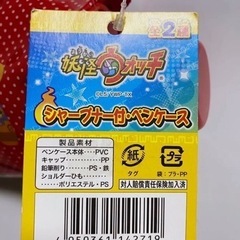 全2種
妖怪ウォッチ
©L5/YWP・TX
シャープナー付・ペンケース
製品素材
ペンケース本体‥‥PVC
キャップ‥‥‥‥‥PP
鉛筆削り‥‥PS・鉄
ショルダーひも‥‥
‥‥ポリエステル・PS
紙
タグ
プラ
袋:プラ・PP
対人賠償責任保険加入済
4950361142719